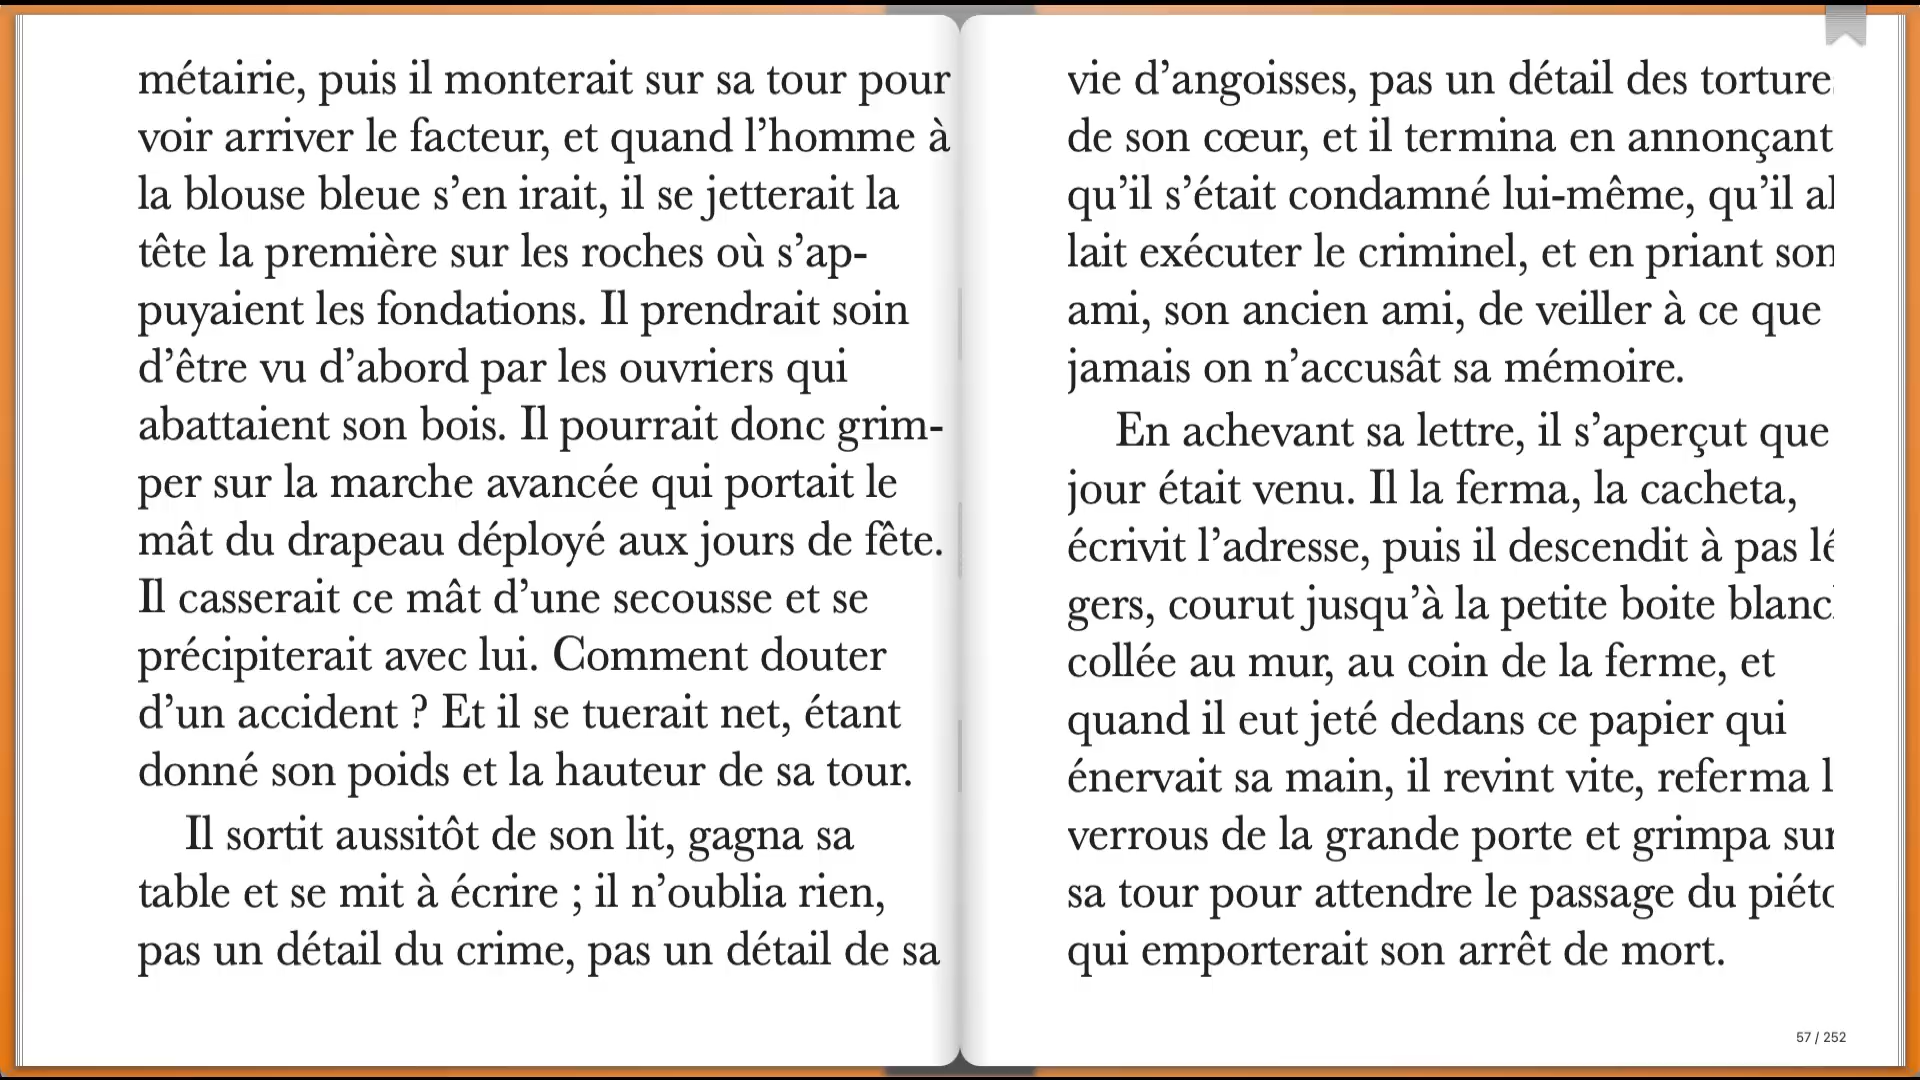 métairie, puis il monterait sur sa tour pour
voir arriver le facteur, et quand l’homme à
la blouse bleue s’en irait, il se jetterait la
tête la première sur les roches où s’ap-
puyaient les fondations. Il prendrait soin
d’être vu d’abord par les ouvriers qui
abattaient son bois. Il pourrait donc grim-
per sur la marche avancée qui portait le
mât du drapeau déployé aux jours de fête.
Il casserait ce mât d’une secousse et se
précipiterait avec lui. Comment douter
d’un accident ? Et il se tuerait net, étant
donné son poids et la hauteur de sa tour.
Il sortit aussitôt de son lit, gagna sa
table et se mit à écrire ; il n’oublia rien,
pas un détail du crime, pas un détail de sa
vie d’angoisses, pas un détail des torture
de son cœur, et il termina en annonçant
qu’il s’était condamné lui-même, qu’il al
lait exécuter le criminel, et en priant son
ami, son ancien ami, de veiller à ce que
jamais on n’accusât sa mémoire.
En achevant sa lettre, il s’aperçut que
jour était venu. Il la ferma, la cacheta,
écrivit l’adresse, puis il descendit à pas lé
gers, courut jusqu’à la petite boite blanc
collée au mur, au coin de la ferme, et
quand il eut jeté dedans ce papier qui
énervait sa main, il revint vite, referma l
verrous de la grande porte et grimpa sur
sa tour pour attendre le passage du piéto
qui emporterait son arrêt de mort.
57 / 252